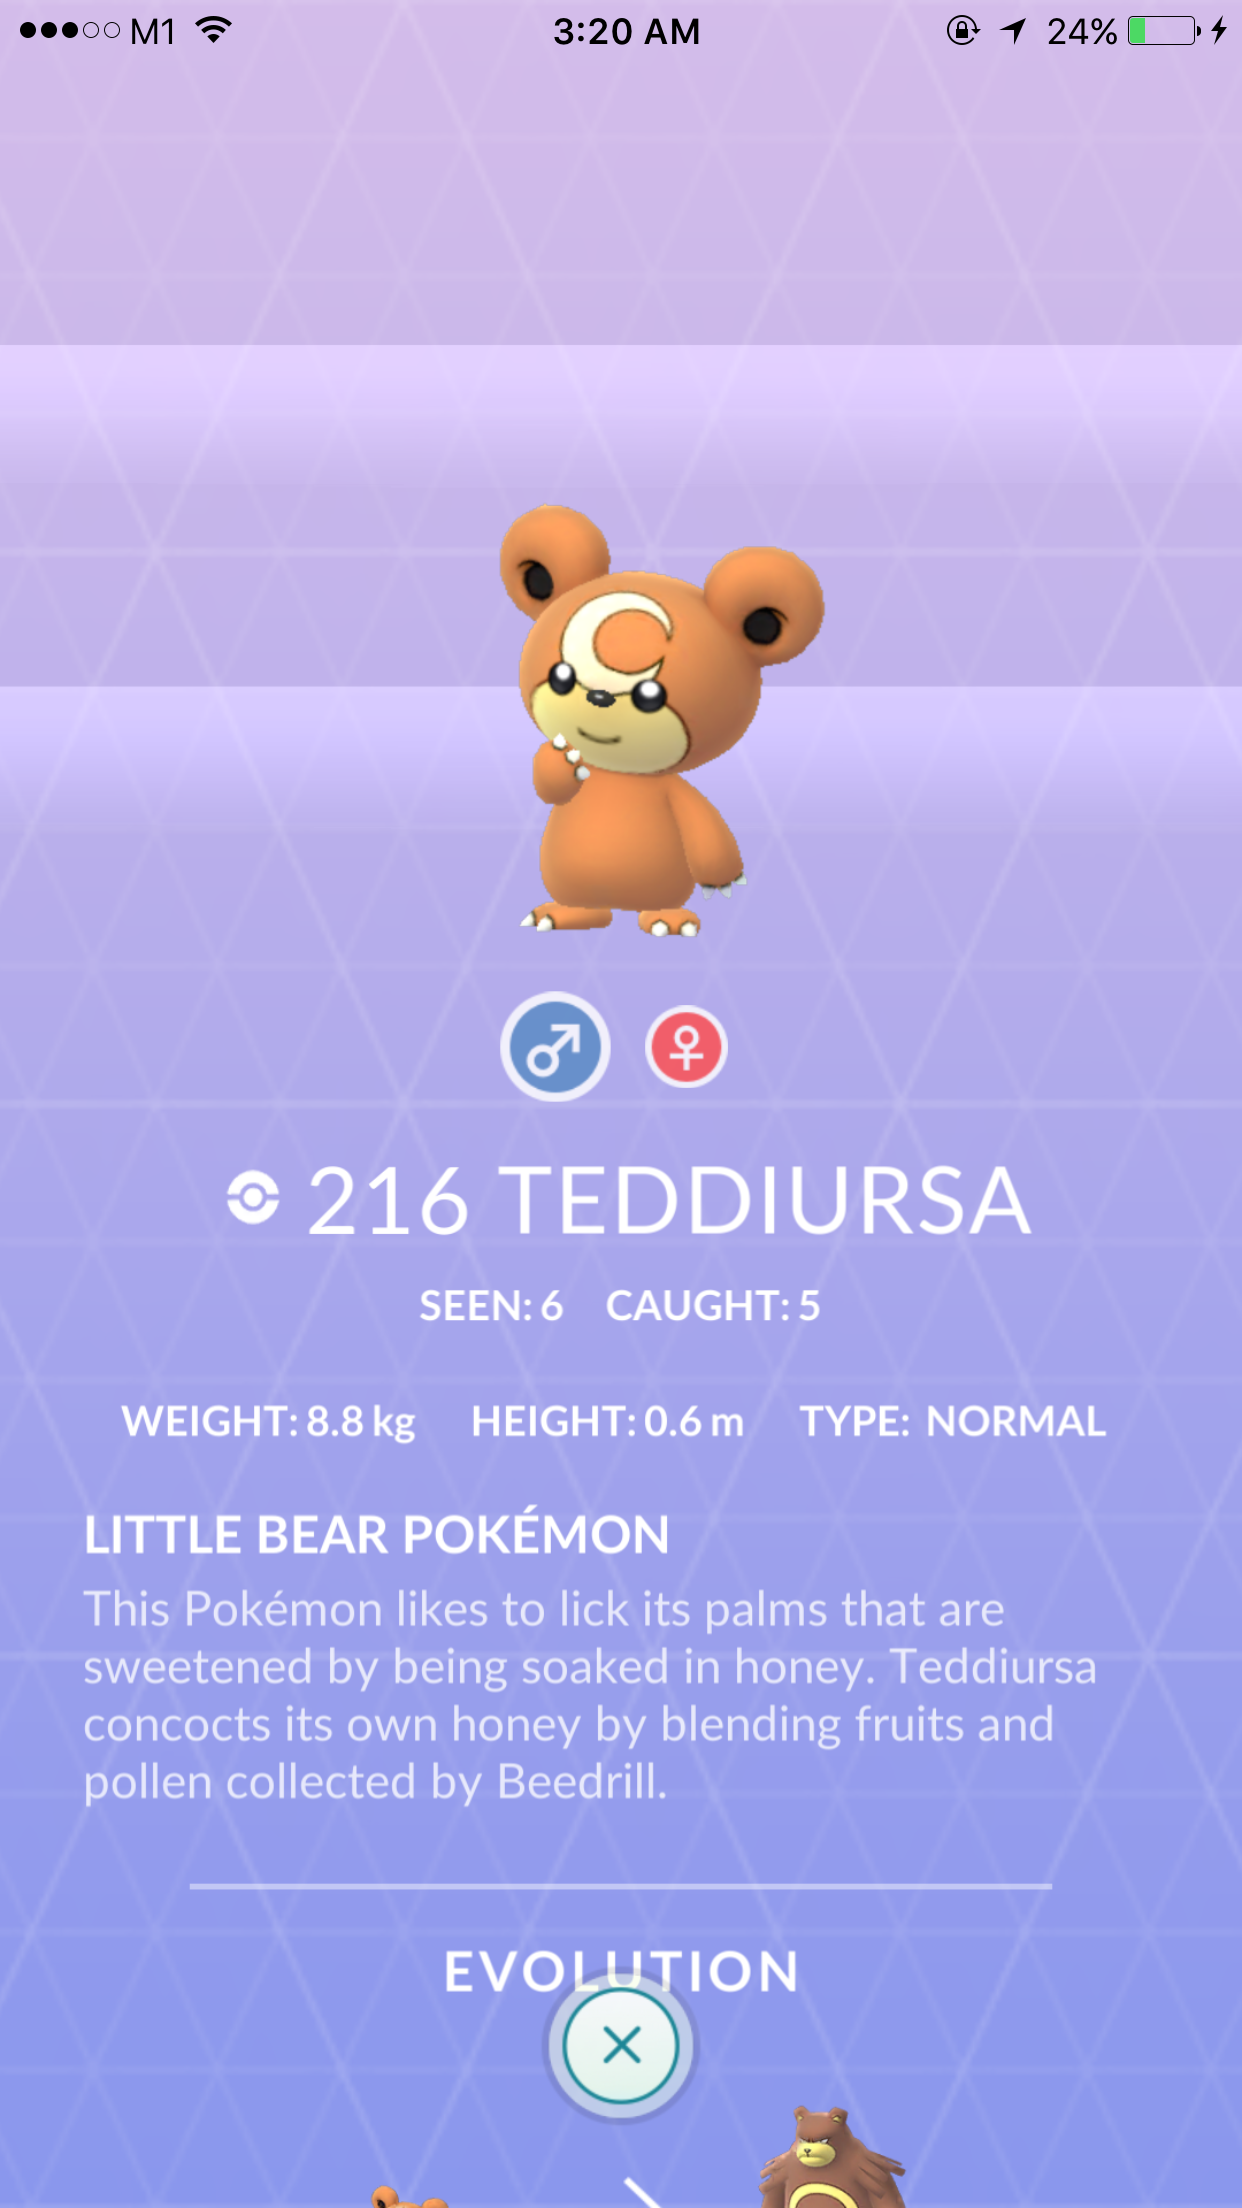 M1 3:20 AM 24%
216 TEDDIURSA
SEEN: 6 CAUGHT: 5
WEIGHT: 8.8 kg HEIGHT: 0.6 m TYPE: NORMAL
LITTLE BEAR POKÉMON
This Pokémon likes to lick its palms that are
sweetened by being soaked in honey. Teddiursa
concocts its own honey by blending fruits and
pollen collected by Beedrill.
EVOLUTION